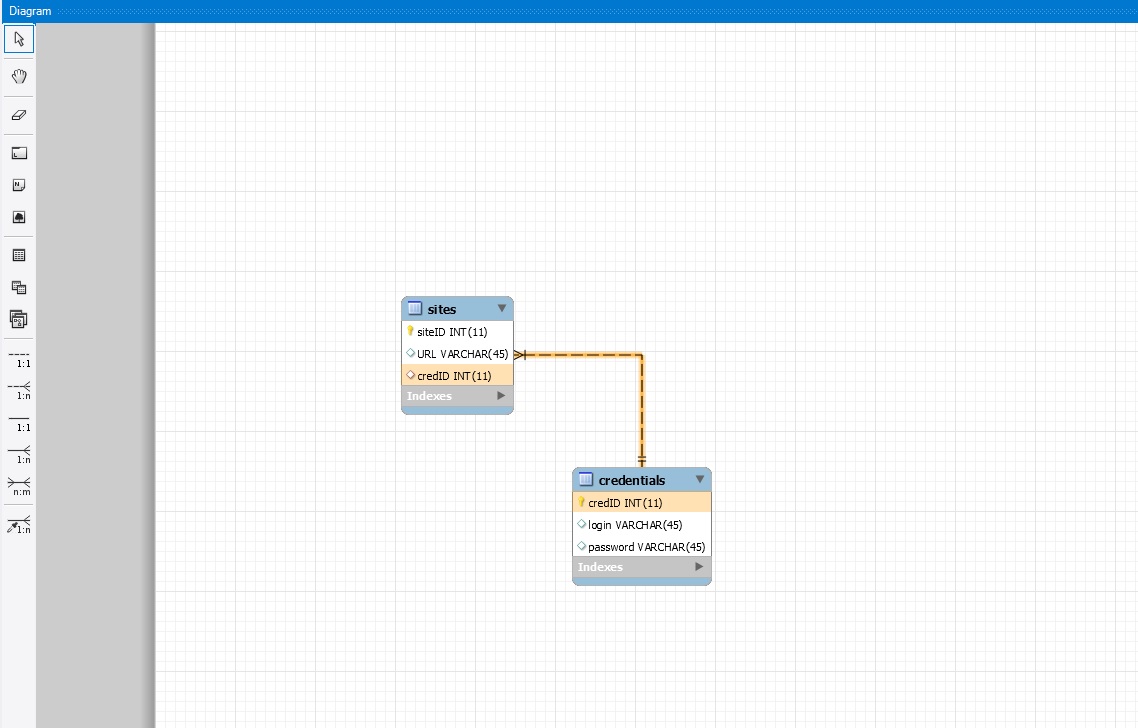 Diagram
1:1
1:n
1:1
1:n
n:m
1:n
sites
siteID INT(11)
URL VARCHAR(45)
credID INT(11)
Indexes
credentials
credID INT(11)
login VARCHAR(45)
password VARCHAR(45)
Indexes